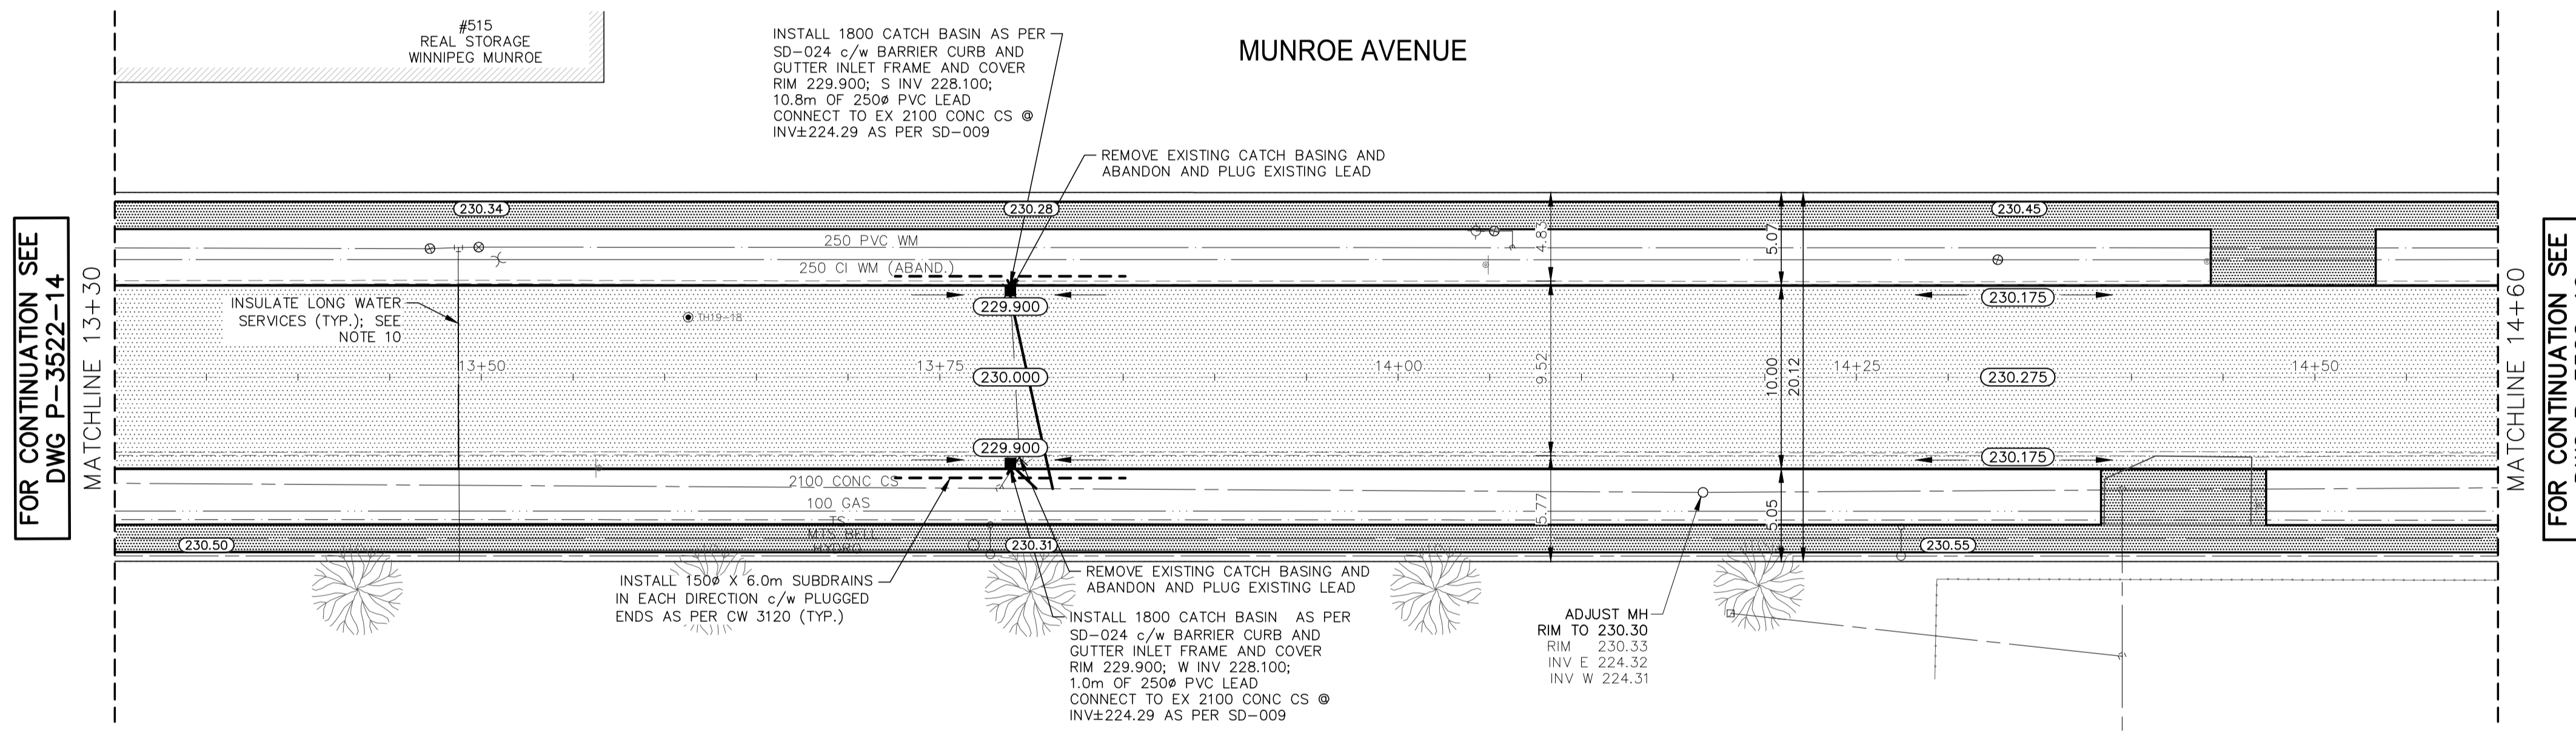 #515
REAL STORAGE
WINNIPEG MUNROE
INSTALL 1800 CATCH BASIN AS PER
SD-024 c/w BARRIER CURB AND
GUTTER INLET FRAME AND COVER
RIM 229.900; S INV 228.100;
10.8m OF 250ø PVC LEAD
CONNECT TO EX 2100 CONC CS @
INV±224.29 AS PER SD-009
MUNROE AVENUE
REMOVE EXISTING CATCH BASING AND
ABANDON AND PLUG EXISTING LEAD
FOR CONTINUATION SEE
DWG P-3522-14
MATCHLINE 13+30
230.34
230.28
230.45
250 PVC WM
250 CI WM (ABAND.)
4.83
5.07
INSULATE LONG WATER
SERVICES (TYP.); SEE
NOTE 10
TH19-18
229.900
230.175
13+50
13+75
14+00
14+25
14+50
230.000
9.52
10.00
20.12
230.275
229.900
230.175
2100 CONC CS
100 GAS
TS
MTS BELL
HYDRO
5.77
5.05
230.50
230.31
230.55
INSTALL 150ø X 6.0m SUBDRAINS
IN EACH DIRECTION c/w PLUGGED
ENDS AS PER CW 3120 (TYP.)
REMOVE EXISTING CATCH BASING AND
ABANDON AND PLUG EXISTING LEAD
INSTALL 1800 CATCH BASIN AS PER
SD-024 c/w BARRIER CURB AND
GUTTER INLET FRAME AND COVER
RIM 229.900; W INV 228.100;
1.0m OF 250ø PVC LEAD
CONNECT TO EX 2100 CONC CS @
INV±224.29 AS PER SD-009
ADJUST MH
RIM TO 230.30
RIM 230.33
INV E 224.32
INV W 224.31
MATCHLINE 14+60
FOR CONTINUATION SEE